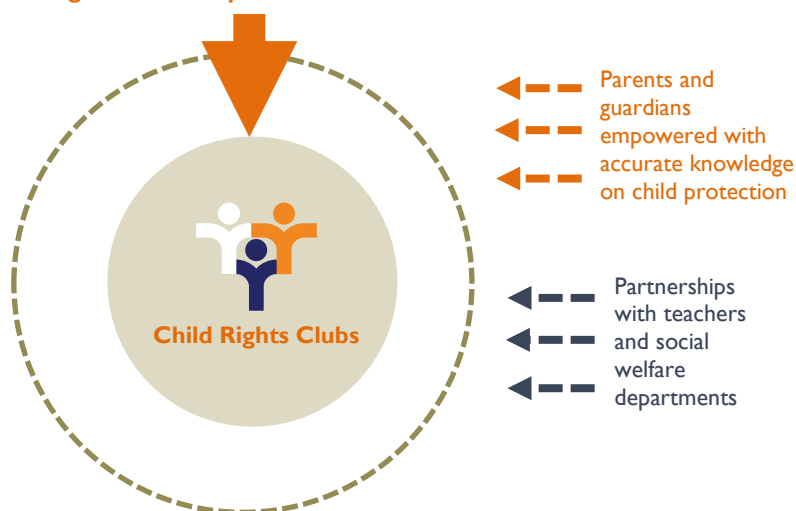 Parents and
guardians
empowered with
accurate knowledge
on child protection
Partnerships
with teachers
and social
welfare
departments
Child Rights Clubs